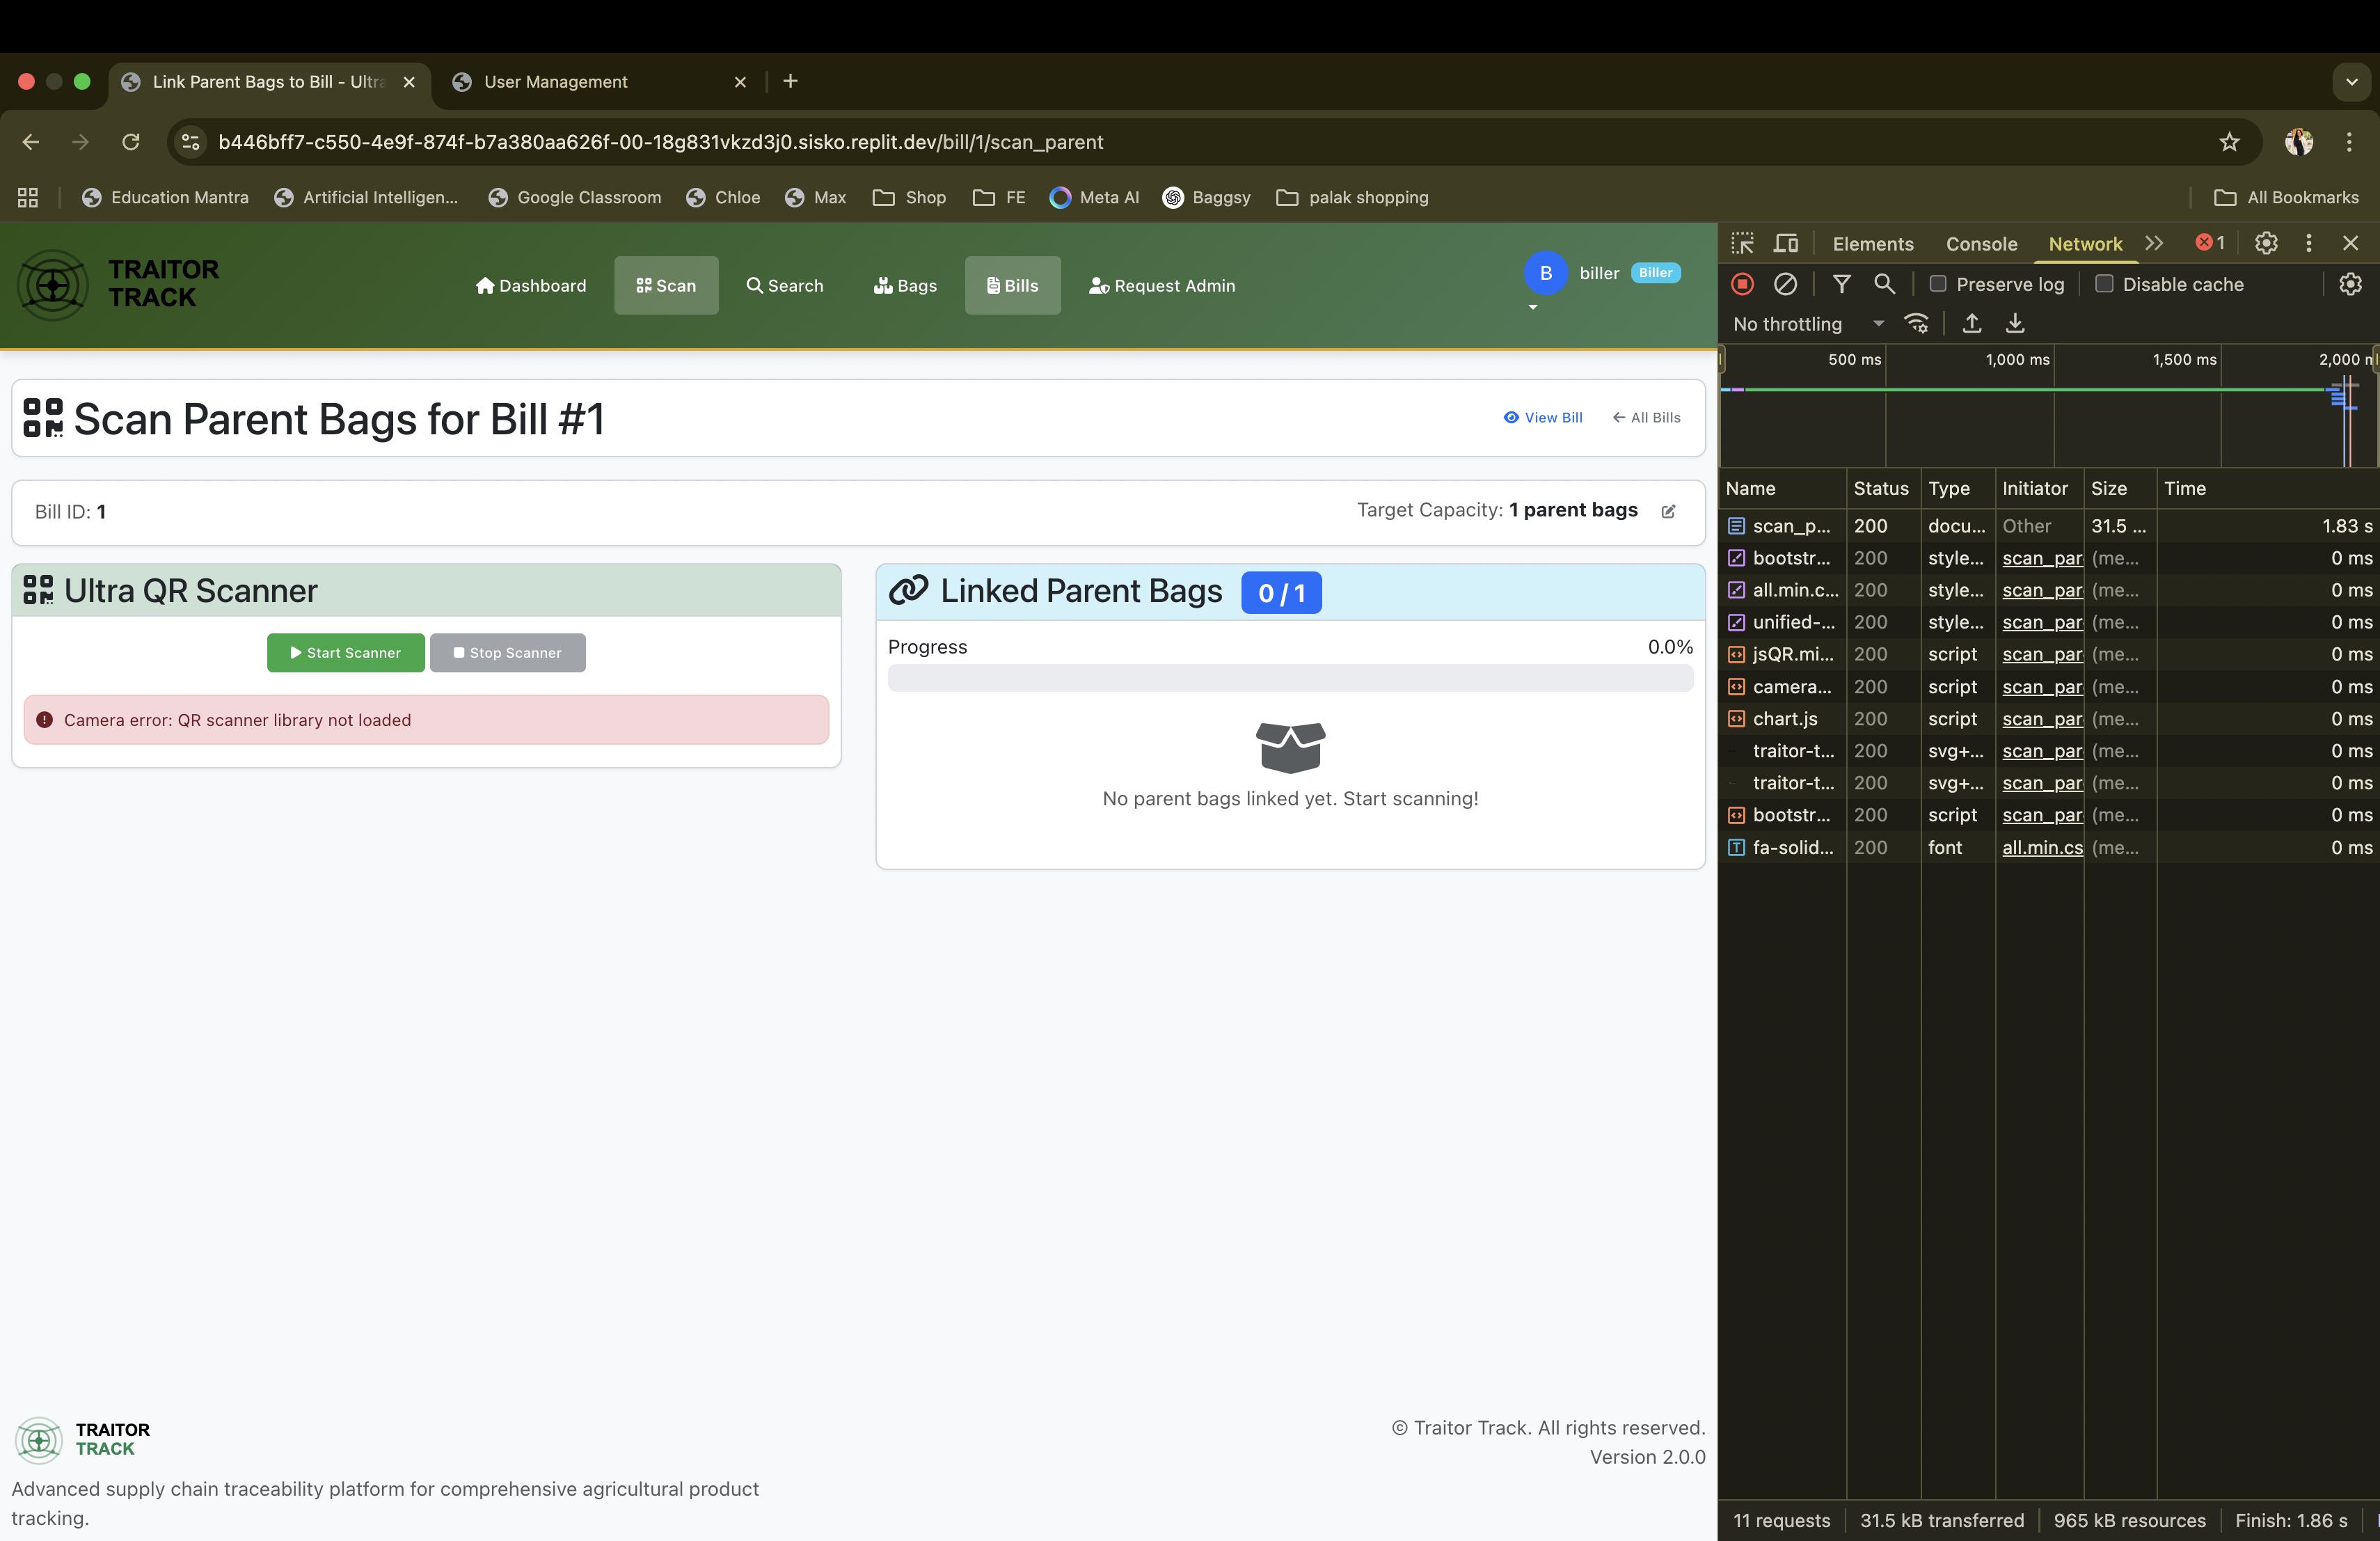 Link Parent Bags to Bill - Ultra
User Management
b446bff7-c550-4e9f-874f-b7a380aa626f-00-18g831vkzd3j0.sisko.replit.dev/bill/1/scan_parent
Education Mantra
Artificial Intelligen...
Google Classroom
Chloe
Max
Shop
FE
Meta AI
Baggsy
palak shopping
All Bookmarks
TRAITOR
TRACK
Dashboard
Scan
Search
Bags
Bills
Request Admin
B
biller
Biller
Scan Parent Bags for Bill #1
View Bill
All Bills
Bill ID: 1
Target Capacity: 1 parent bags
Ultra QR Scanner
Start Scanner
Stop Scanner
Camera error: QR scanner library not loaded
Linked Parent Bags 0 / 1
Progress
0.0%
No parent bags linked yet. Start scanning!
TRAITOR
TRACK
Advanced supply chain traceability platform for comprehensive agricultural product
tracking.
© Traitor Track. All rights reserved.
Version 2.0.0
Elements
Console
Network
1
Preserve log
Disable cache
No throttling
500 ms
1,000 ms
1,500 ms
2,000 m
Name Status Type Initiator Size Time
scan_p... 200 docu... Other 31.5 ... 1.83 s
bootstr... 200 style... scan_par (me... 0 ms
all.min.c... 200 style... scan_par (me... 0 ms
unified-... 200 style... scan_par (me... 0 ms
jsQR.mi... 200 script scan_par (me... 0 ms
camera... 200 script scan_par (me... 0 ms
chart.js 200 script scan_par (me... 0 ms
traitor-t... 200 svg+... scan_par (me... 0 ms
traitor-t... 200 svg+... scan_par (me... 0 ms
bootstr... 200 script scan_par (me... 0 ms
fa-solid... 200 font all.min.cs (me... 0 ms
11 requests
31.5 kB transferred
965 kB resources
Finish: 1.86 s